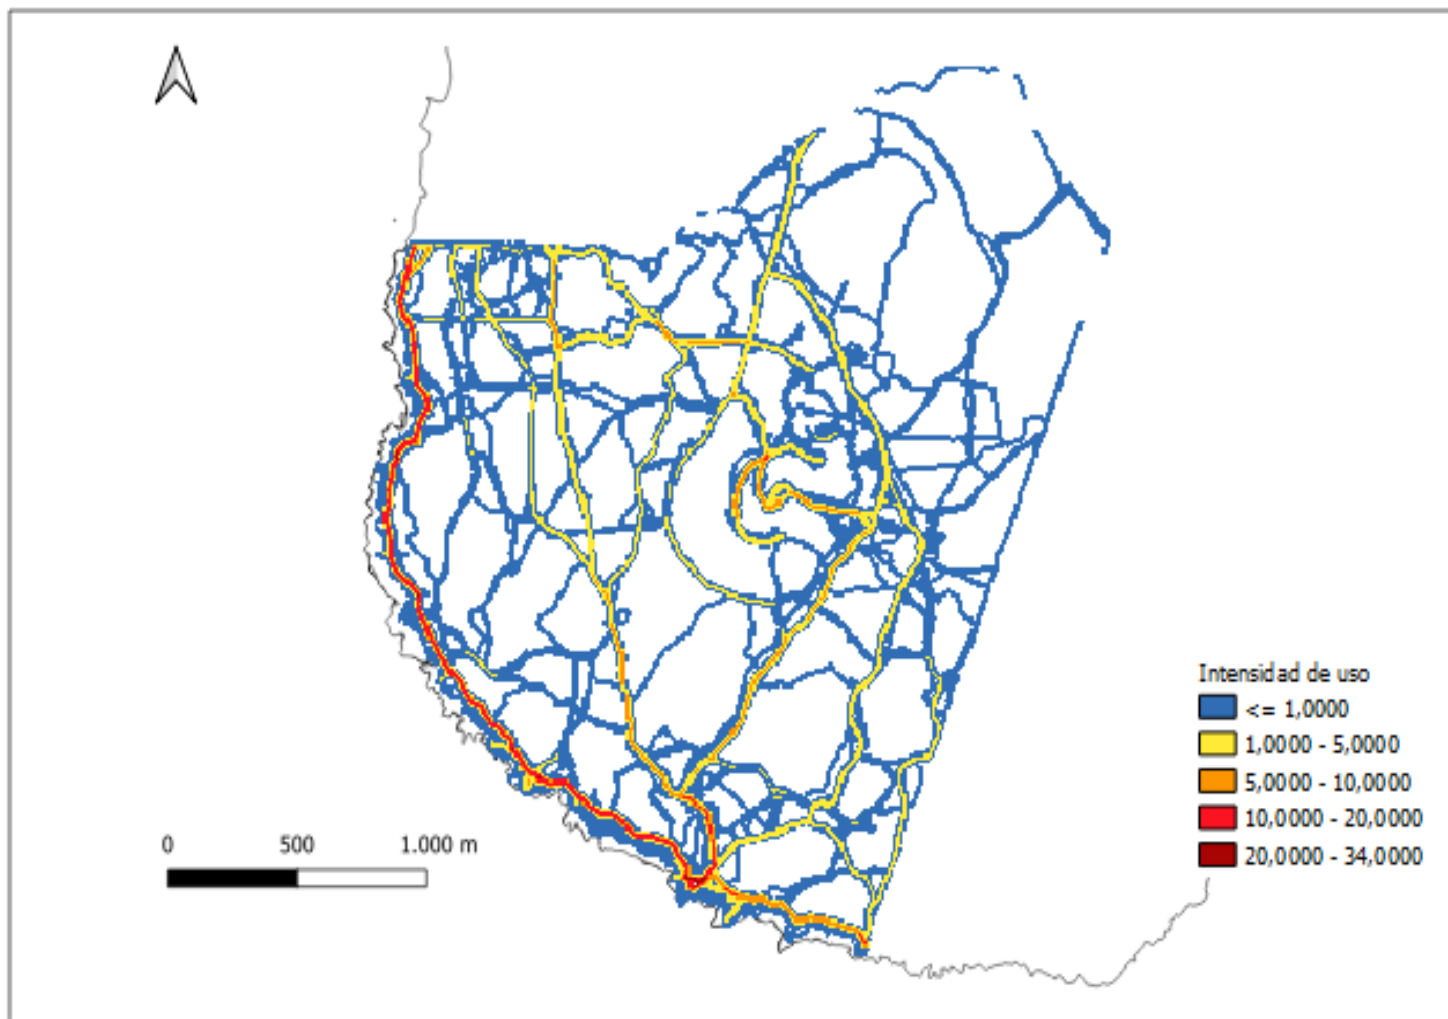 Intensidad de uso
<= 1,0000
1,0000 - 5,0000
5,0000 - 10,0000
10,0000 - 20,0000
20,0000 - 34,0000
0 500 1.000 m